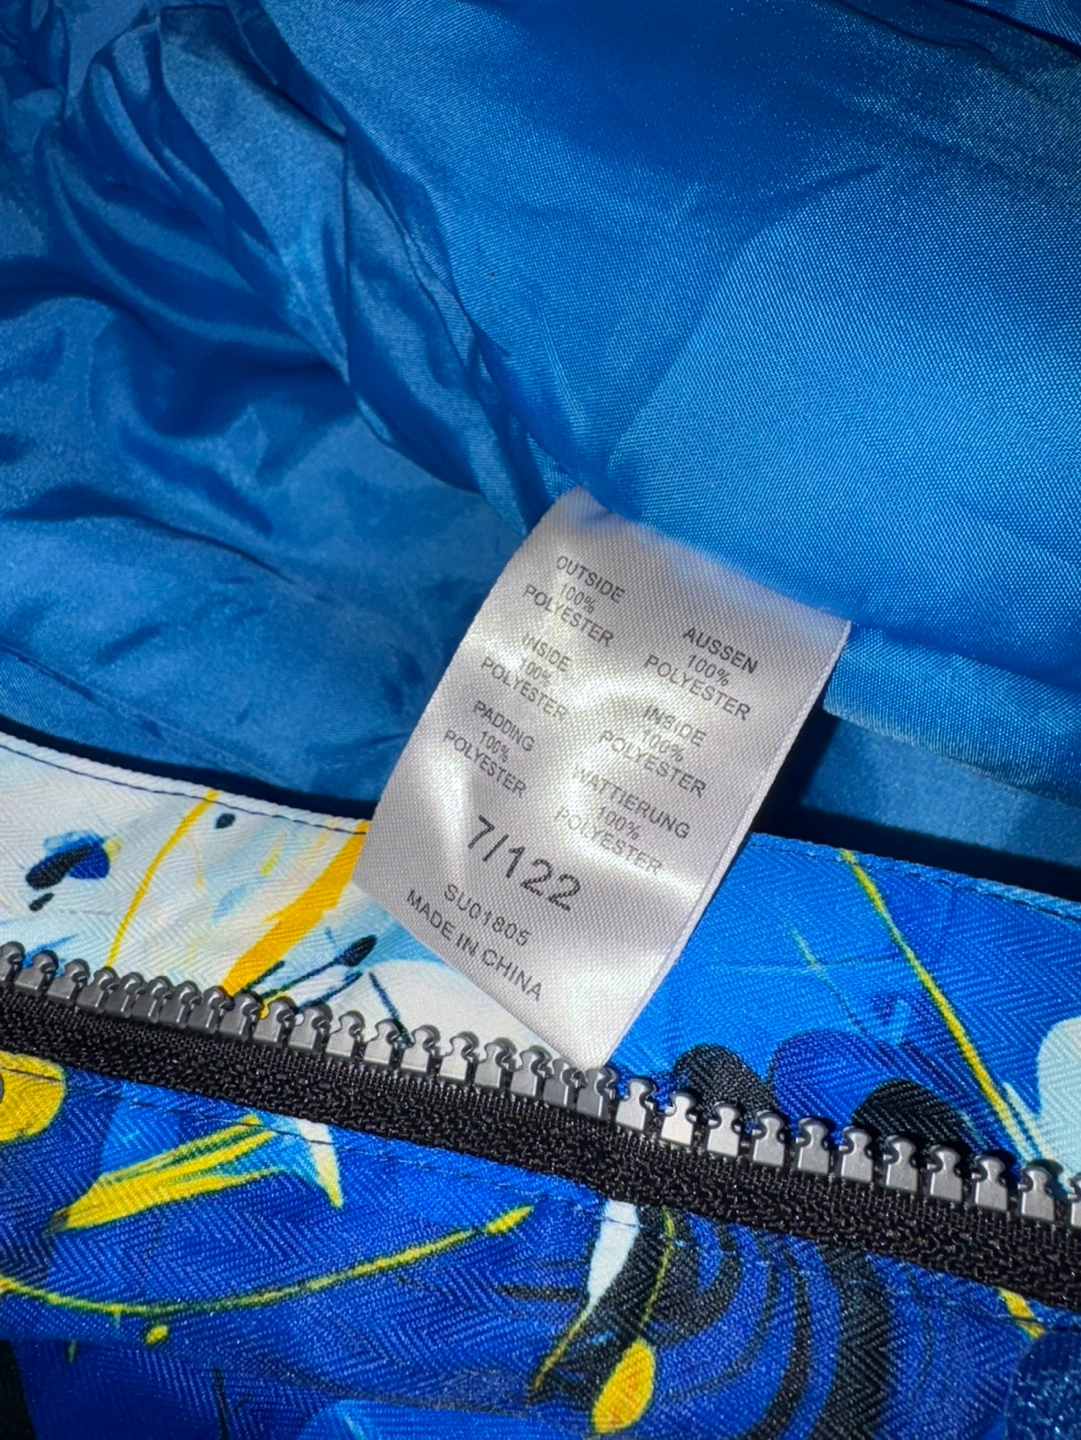 OUTSIDE
100%
POLYESTER
INSIDE
100%
POLYESTER
PADDING
100%
POLYESTER
AUSSEN
100%
POLYESTER
INSIDE
100%
POLYESTER
WATTIERUNG
100%
POLYESTER
7/122
SU01805
MADE IN CHINA